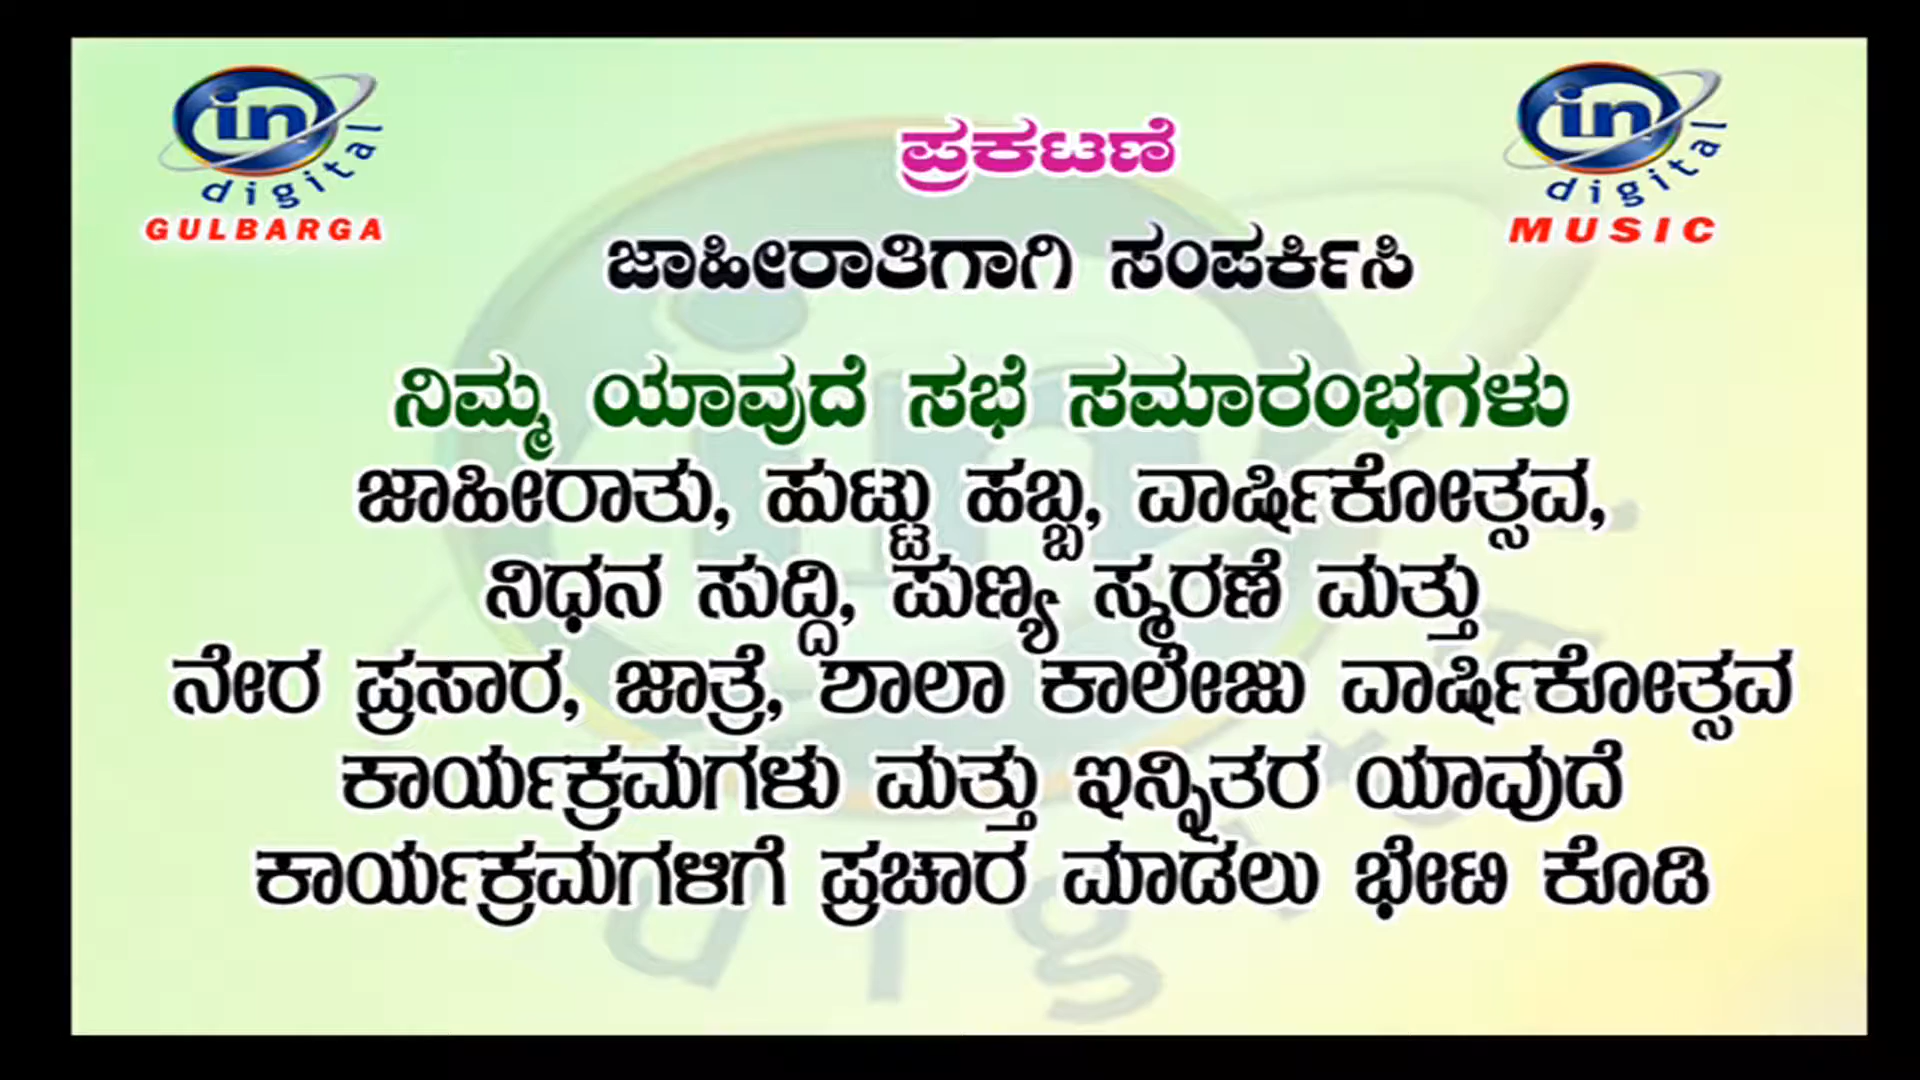 in
digital
GULBARGA
in
digital
MUSIC
ಪ್ರಕಟಣೆ
ಜಾಹೀರಾತಿಗಾಗಿ ಸಂಪರ್ಕಿಸಿ
ನಿಮ್ಮ ಯಾವುದೆ ಸಭೆ ಸಮಾರಂಭಗಳು
ಜಾಹೀರಾತು, ಹುಟ್ಟು ಹಬ್ಬ, ವಾರ್ಷಿಕೋತ್ಸವ,
ನಿಧನ ಸುದ್ದಿ, ಪುಣ್ಯ ಸ್ಮರಣೆ ಮತ್ತು
ನೇರ ಪ್ರಸಾರ, ಜಾತ್ರೆ, ಶಾಲಾ ಕಾಲೇಜು ವಾರ್ಷಿಕೋತ್ಸವ
ಕಾರ್ಯಕ್ರಮಗಳು ಮತ್ತು ಇನ್ನಿತರ ಯಾವುದೆ
ಕಾರ್ಯಕ್ರಮಗಳಿಗೆ ಪ್ರಚಾರ ಮಾಡಲು ಭೇಟಿ ಕೊಡಿ